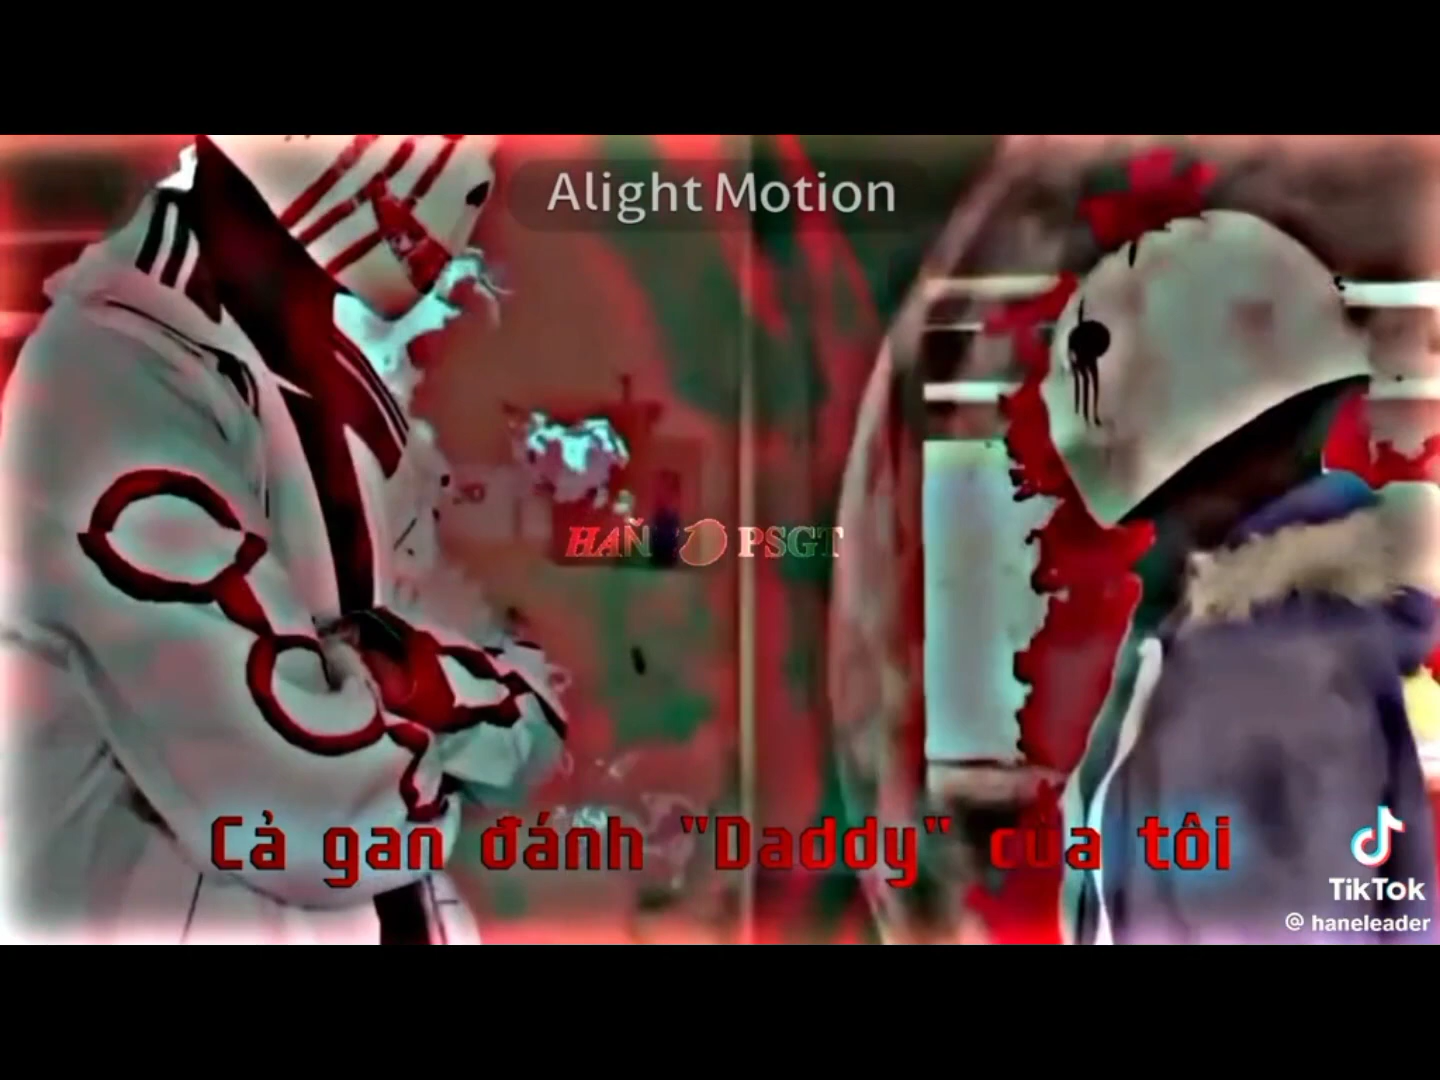 Alight Motion
HAÑ PSGT
Cả gan đánh "Daddy" của tôi
TikTok
@ haneleader